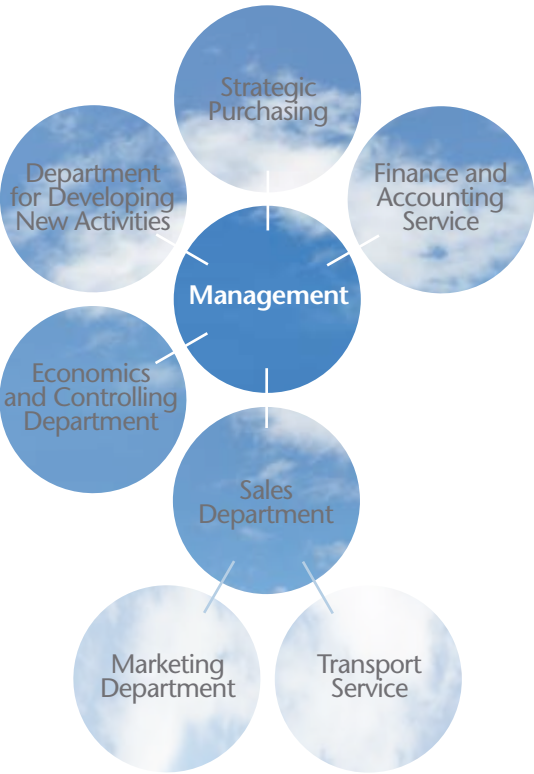 Strategic
Purchasing
Department
for Developing
New Activities
Finance and
Accounting
Service
Management
Economics
and Controlling
Department
Sales
Department
Marketing
Department
Transport
Service